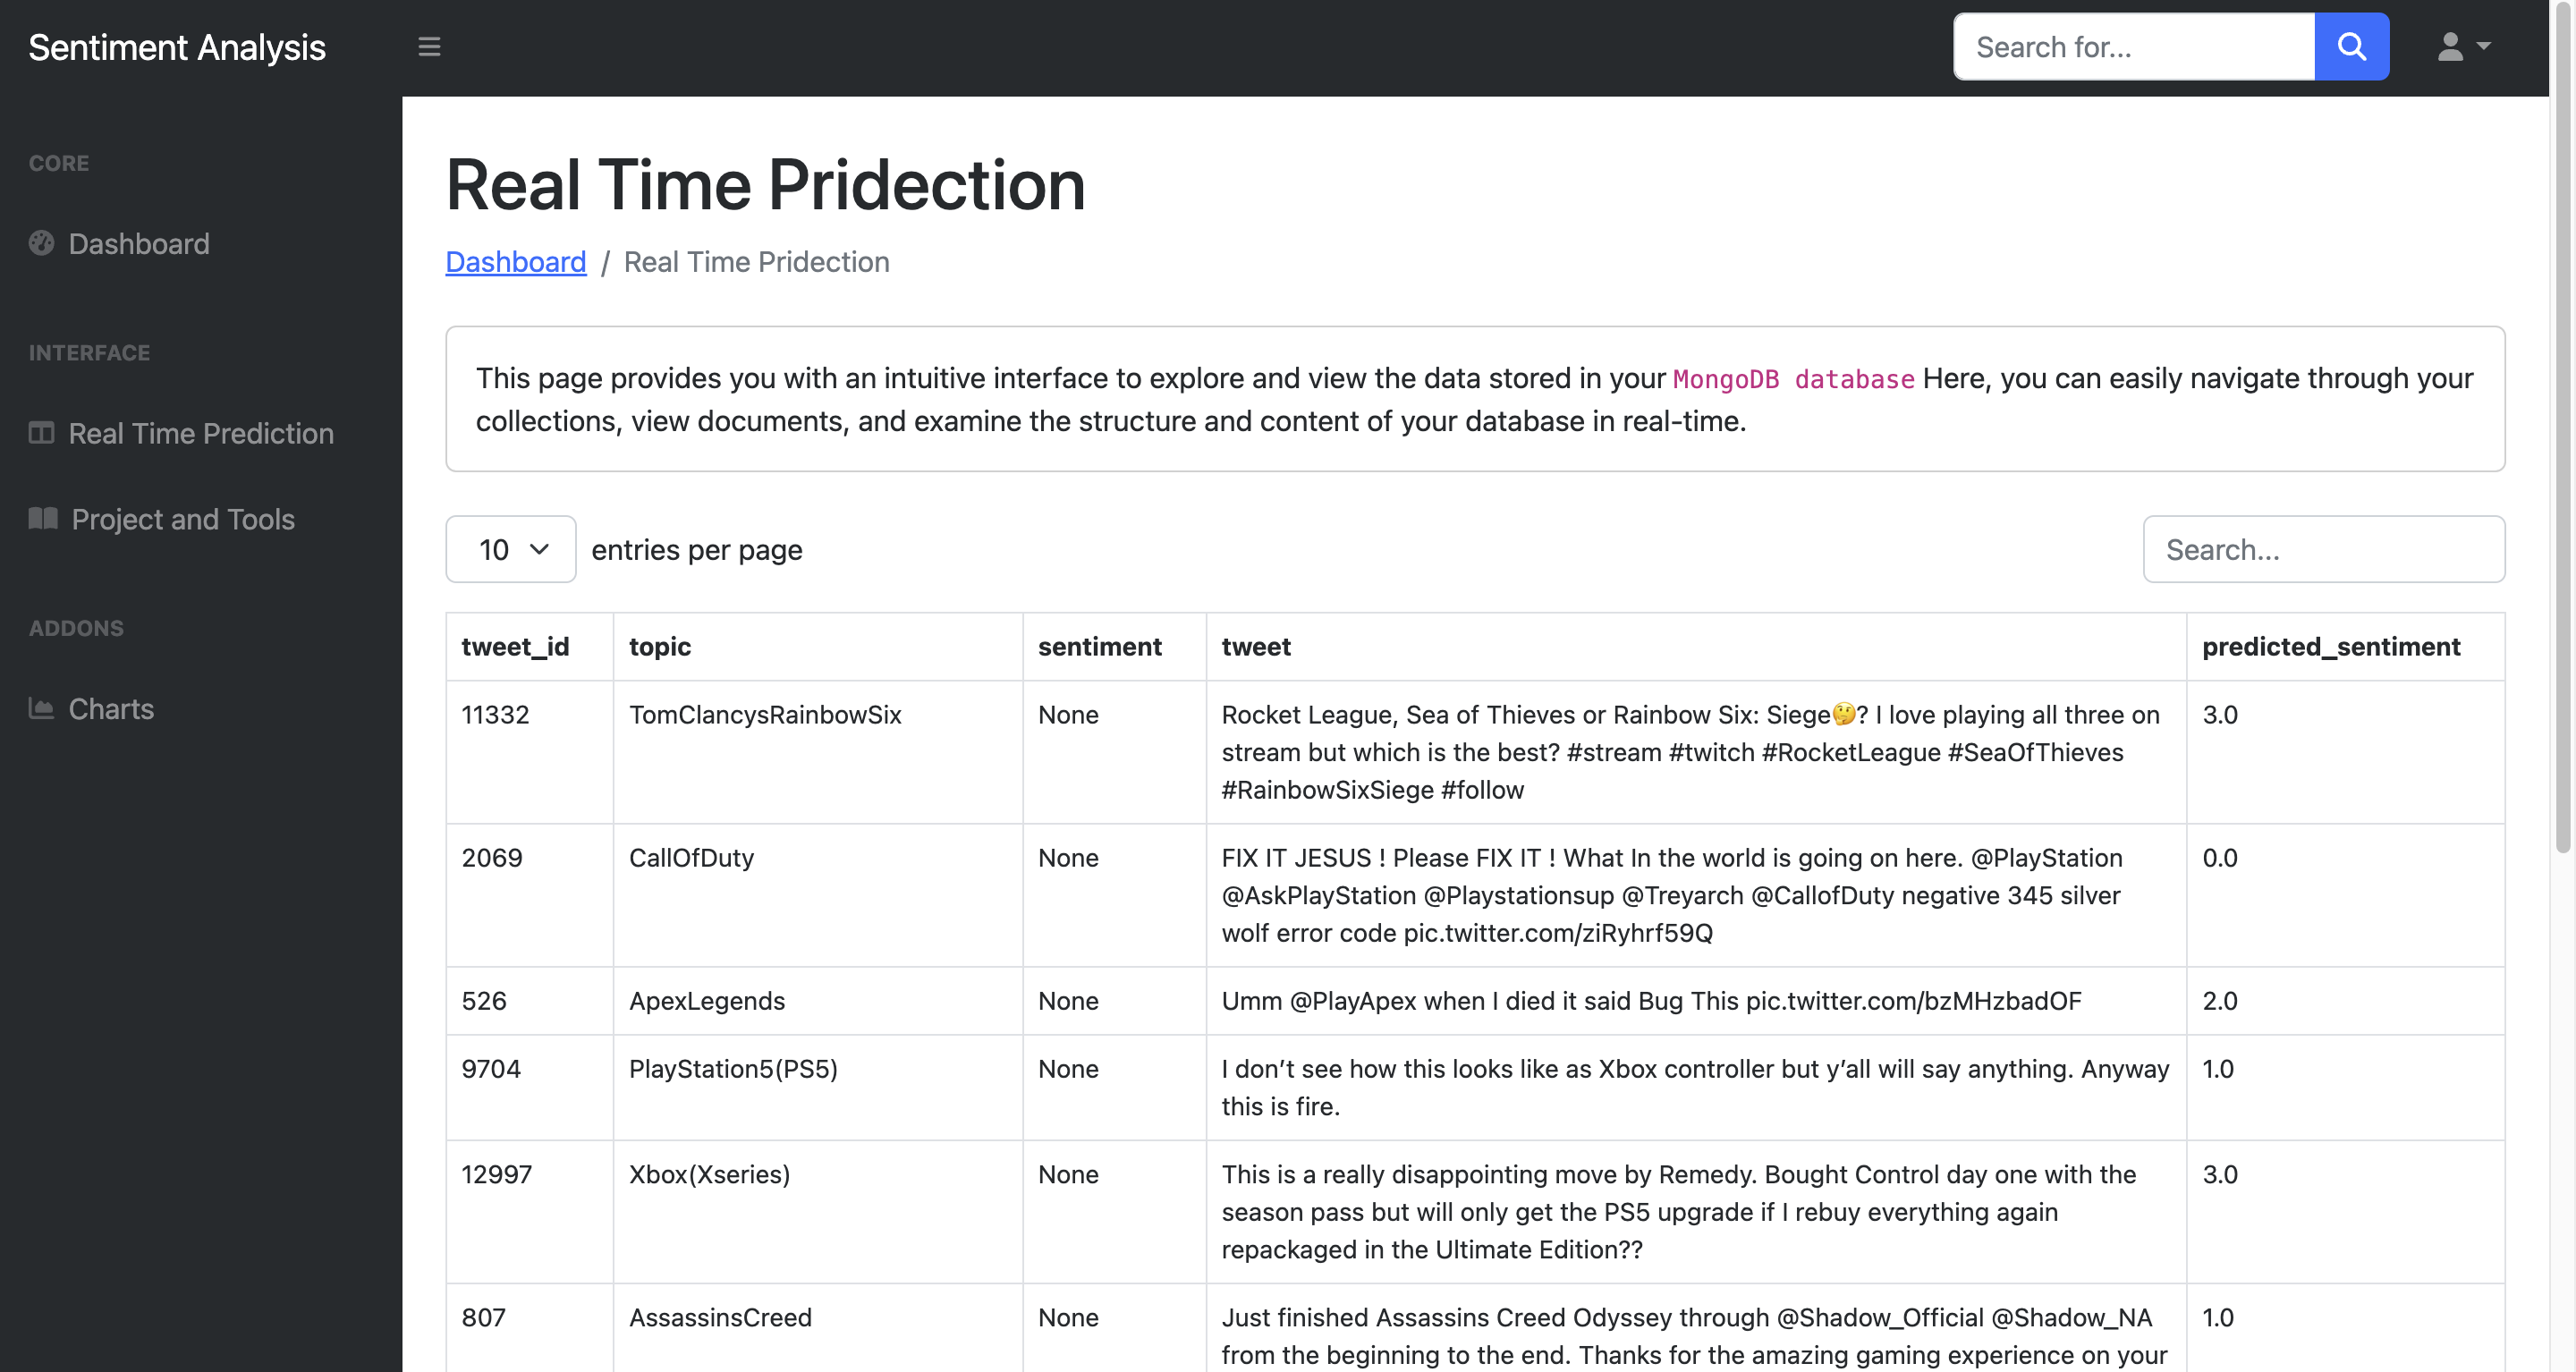 Sentiment Analysis
Search for...
CORE
Dashboard
INTERFACE
Real Time Prediction
Project and Tools
ADDONS
Charts
Real Time Pridection
Dashboard / Real Time Pridection
This page provides you with an intuitive interface to explore and view the data stored in your MongoDB database Here, you can easily navigate through your
collections, view documents, and examine the structure and content of your database in real-time.
10 entries per page
Search...
tweet_id topic sentiment tweet predicted_sentiment
11332 TomClancysRainbowSix None Rocket League, Sea of Thieves or Rainbow Six: Siege🤔? I love playing all three on 3.0
stream but which is the best? #stream #twitch #RocketLeague #SeaOfThieves
#RainbowSixSiege #follow
2069 CallOfDuty None FIX IT JESUS ! Please FIX IT ! What In the world is going on here. @PlayStation 0.0
@AskPlayStation @Playstationsup @Treyarch @CallofDuty negative 345 silver
wolf error code pic.twitter.com/ziRyhrf59Q
526 ApexLegends None Umm @PlayApex when I died it said Bug This pic.twitter.com/bzMHzbadOF 2.0
9704 PlayStation5(PS5) None I don’t see how this looks like as Xbox controller but y’all will say anything. Anyway 1.0
this is fire.
12997 Xbox(Xseries) None This is a really disappointing move by Remedy. Bought Control day one with the 3.0
season pass but will only get the PS5 upgrade if I rebuy everything again
repackaged in the Ultimate Edition??
807 AssassinsCreed None Just finished Assassins Creed Odyssey through @Shadow_Official @Shadow_NA 1.0
from the beginning to the end. Thanks for the amazing gaming experience on your